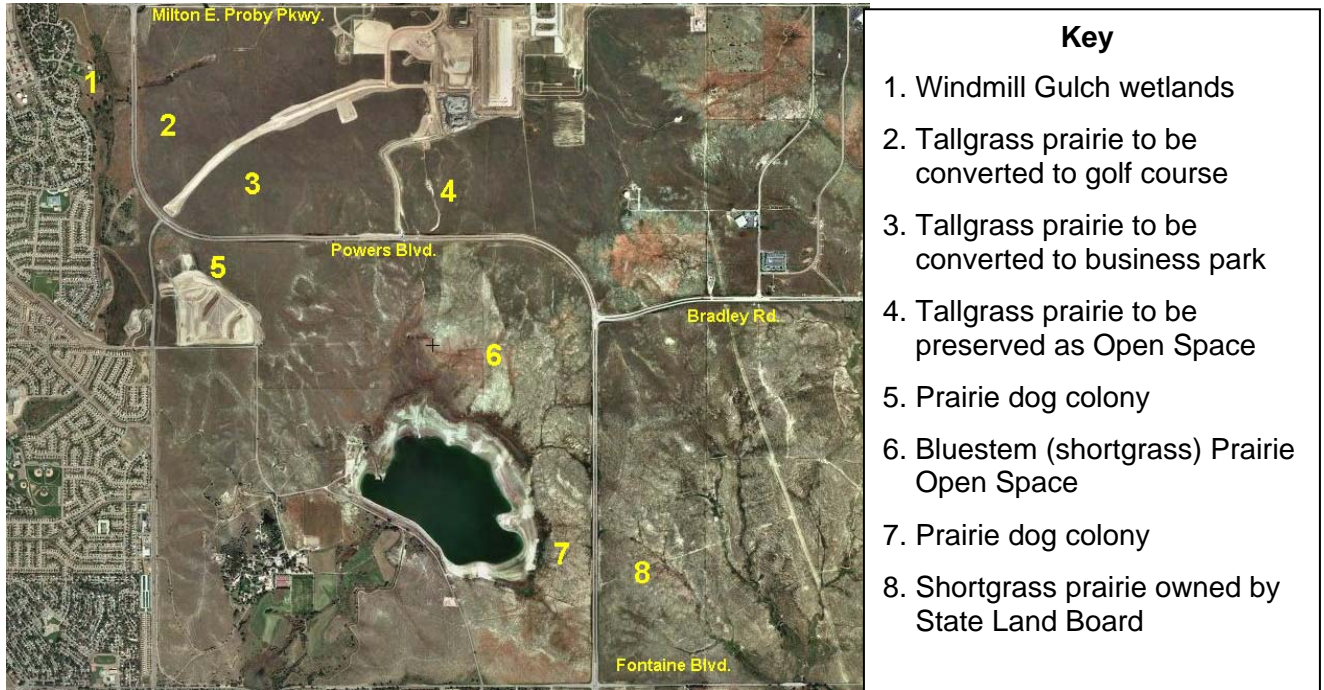 Milton E. Proby Pkwy.
1
2
3
4
Powers Blvd.
5
Bradley Rd.
6
7
8
Fontaine Blvd.
Key
1. Windmill Gulch wetlands
2. Tallgrass prairie to be
converted to golf course
3. Tallgrass prairie to be
converted to business park
4. Tallgrass prairie to be
preserved as Open Space
5. Prairie dog colony
6. Bluestem (shortgrass) Prairie
Open Space
7. Prairie dog colony
8. Shortgrass prairie owned by
State Land Board